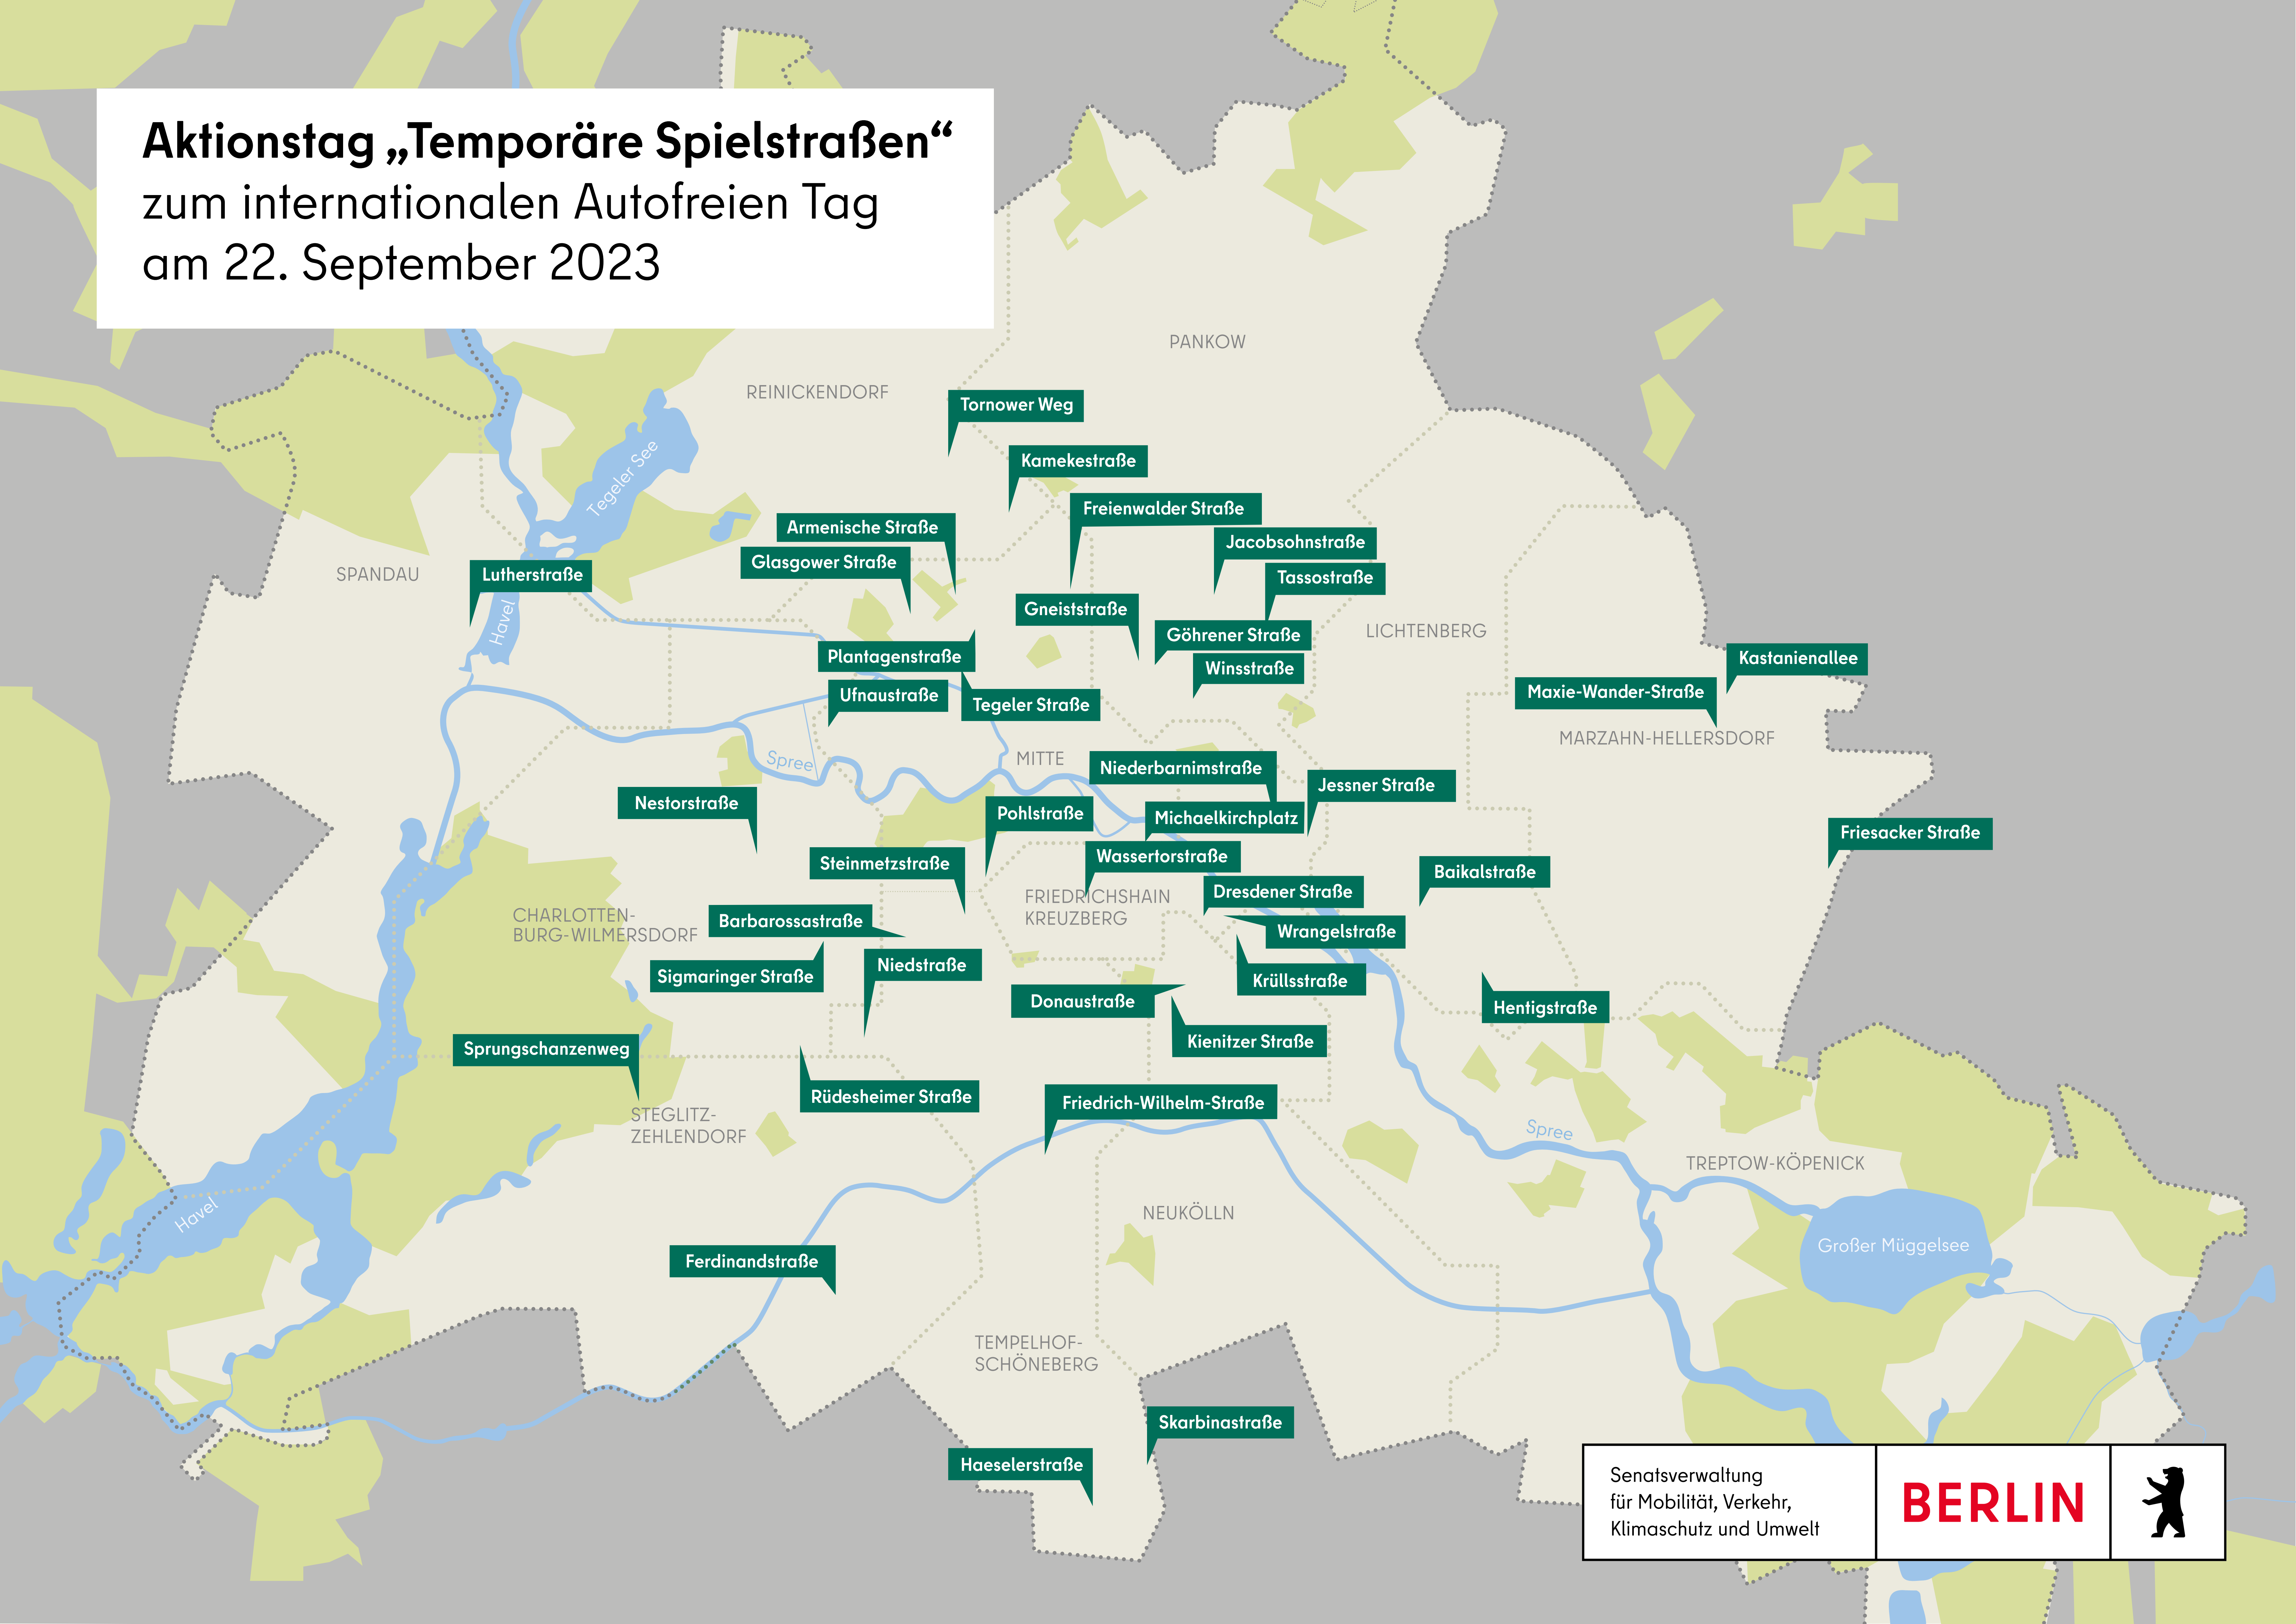 Aktionstag „Temporäre Spielstraßen“
zum internationalen Autofreien Tag
am 22. September 2023
PANKOW
REINICKENDORF
Tornower Weg
Kamekestraße
Tegeler See
Freienwalder Straße
Armenische Straße
Jacobsohnstraße
Glasgower Straße
SPANDAU
Lutherstraße
Tassostraße
Havel
Gneiststraße
Göhrener Straße
LICHTENBERG
Plantagenstraße
Winsstraße
Kastanienallee
Ufnaustraße
Tegeler Straße
Maxie-Wander-Straße
MARZAHN-HELLERSDORF
Spree
MITTE
Niederbarnimstraße
Jessner Straße
Nestorstraße
Pohlstraße
Michaelkirchplatz
Friesacker Straße
Steinmetzstraße
Wassertorstraße
Baikalstraße
FRIEDRICHSHAIN
KREUZBERG
Dresdener Straße
CHARLOTTEN-
BURG-WILMERSDORF
Barbarossastraße
Wrangelstraße
Sigmaringer Straße
Niedstraße
Krüllsstraße
Donaustraße
Hentigstraße
Sprungschanzenweg
Kienitzer Straße
Rüdesheimer Straße
Friedrich-Wilhelm-Straße
STEGLITZ-
ZEHLENDORF
Spree
TREPTOW-KÖPENICK
Havel
NEUKÖLLN
Großer Müggelsee
Ferdinandstraße
TEMPELHOF-
SCHÖNEBERG
Skarbinastraße
Haeselerstraße
Senatsverwaltung
für Mobilität, Verkehr,
Klimaschutz und Umwelt
BERLIN